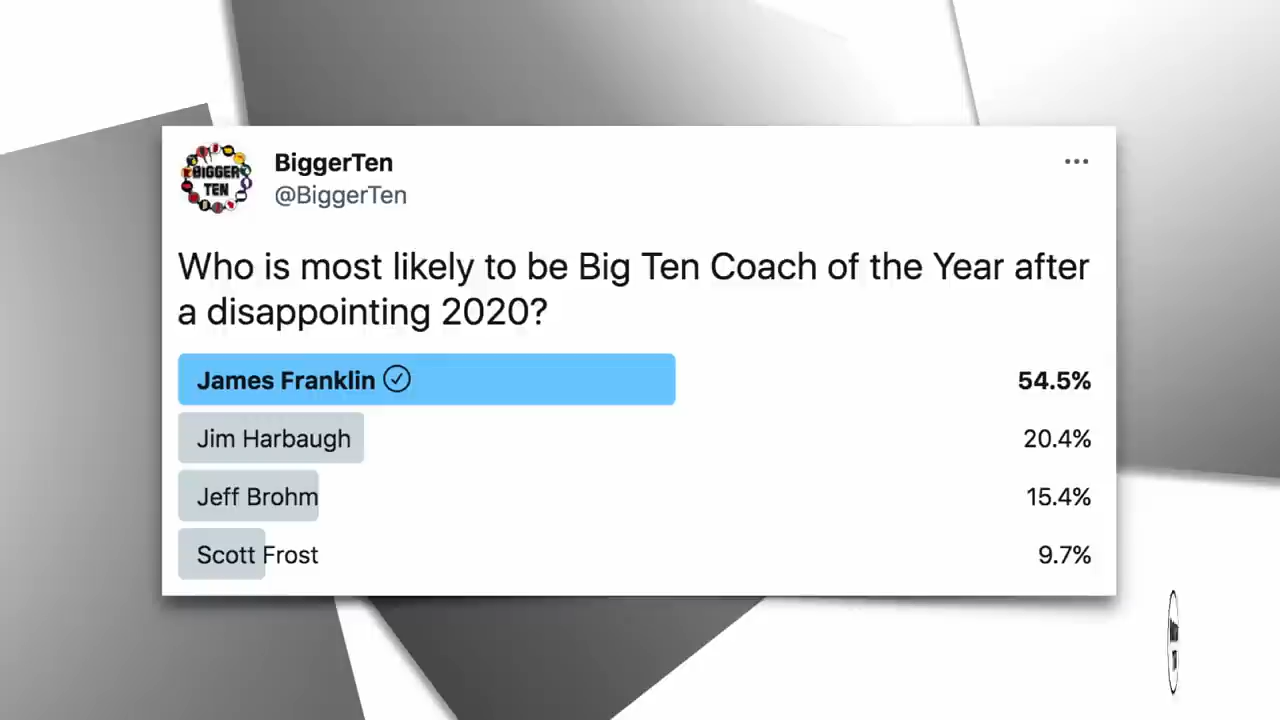 BIGGER
TEN
BiggerTen
@BiggerTen
Who is most likely to be Big Ten Coach of the Year after
a disappointing 2020?
James Franklin 54.5%
Jim Harbaugh 20.4%
Jeff Brohm 15.4%
Scott Frost 9.7%